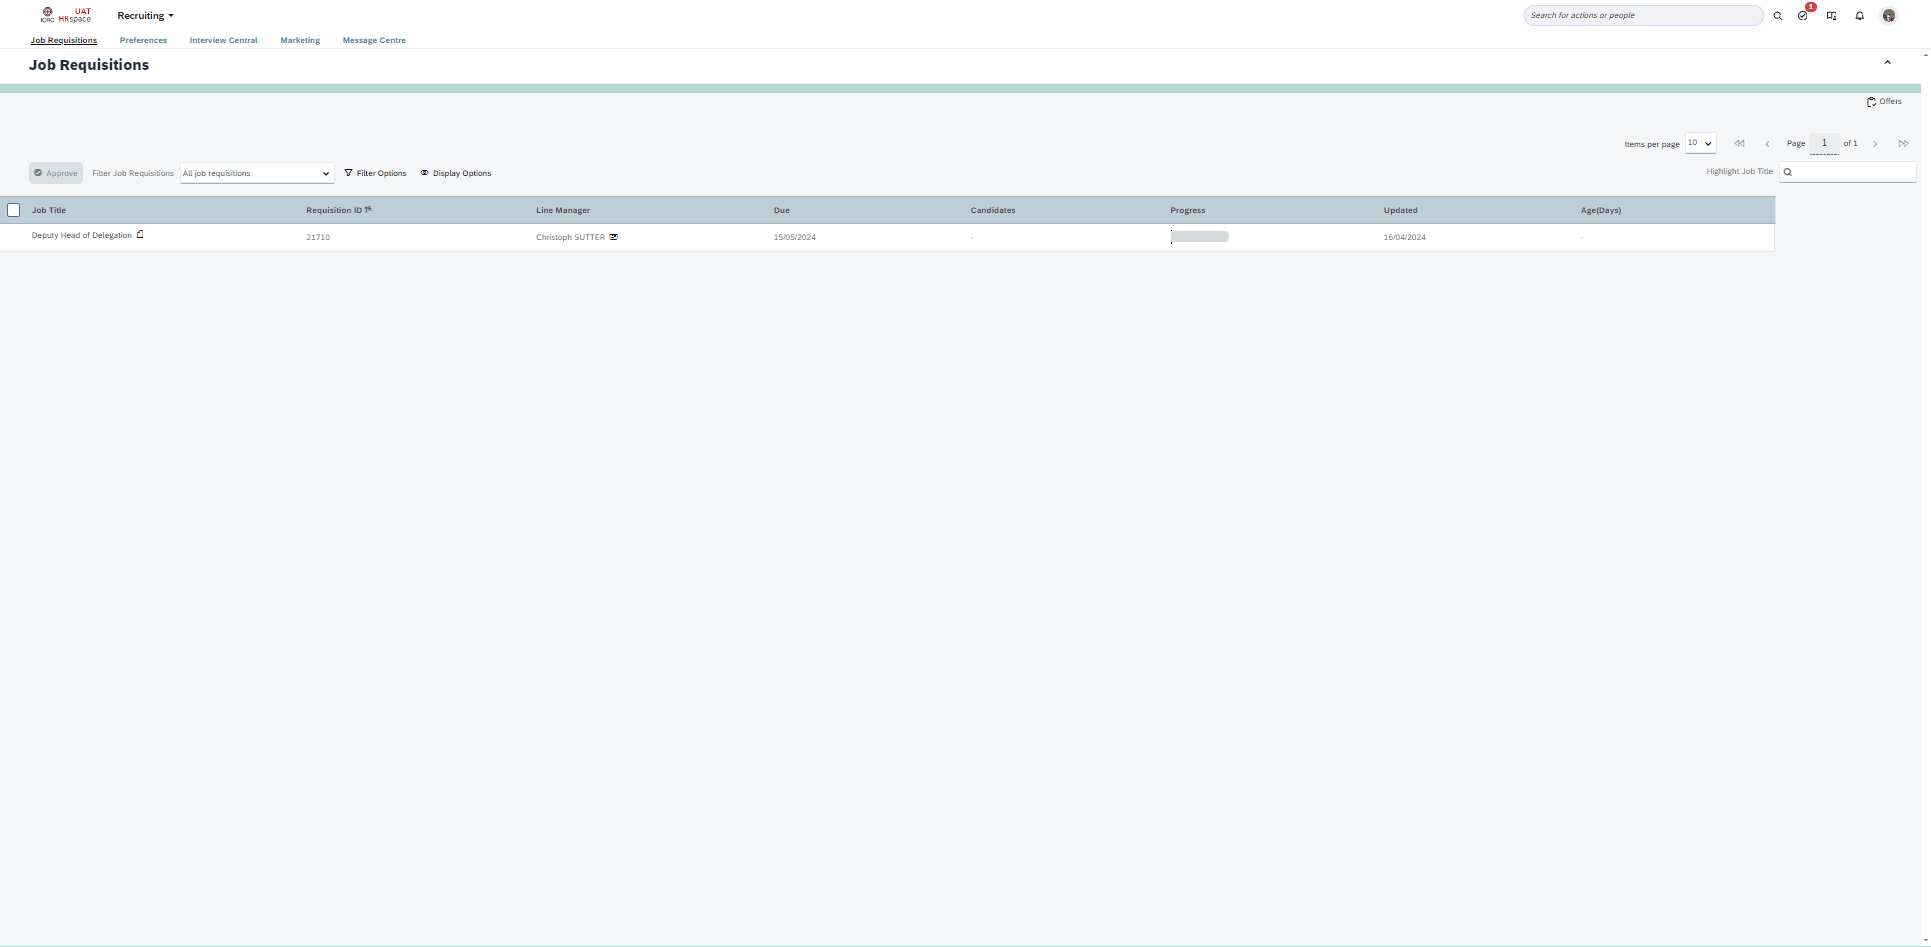 ICRC
UAT
HRspace
Recruiting
Search for actions or people
1
Job Requisitions
Preferences
Interview Central
Marketing
Message Centre
Job Requisitions
Offers
Items per page
10
Page
1
of 1
Approve
Filter Job Requisitions
All job requisitions
Filter Options
Display Options
Highlight Job Title
Job Title
Requisition ID
Line Manager
Due
Candidates
Progress
Updated
Age(Days)
Deputy Head of Delegation
21710
Christoph SUTTER
15/05/2024
-
16/04/2024
-